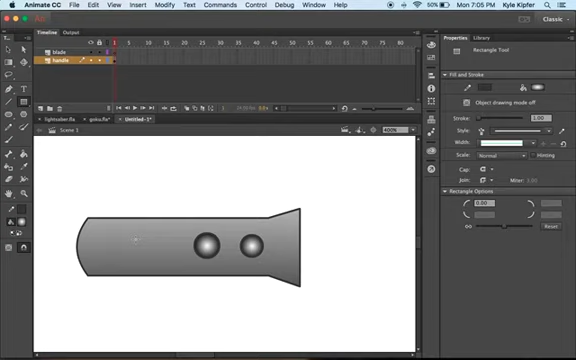 Animate CC File Edit View Insert Modify Text Commands Control Debug Window Help
50% Mon 7:05 PM Kyle Kipfer
Classic
Timeline Output
1 5 10 15 20 25 30 35 40 45 50 55 60 65 70 75 80
blade
handle
lightsaber.fla goku.fla* Untitled-1*
Scene 1
400%
Properties Library
Rectangle Tool
Fill and Stroke
Object drawing mode off
Stroke: 1.00
Style:
Width:
Scale: Normal Hinting
Cap:
Join: Miter: 3.00
Rectangle Options
0.00
Reset